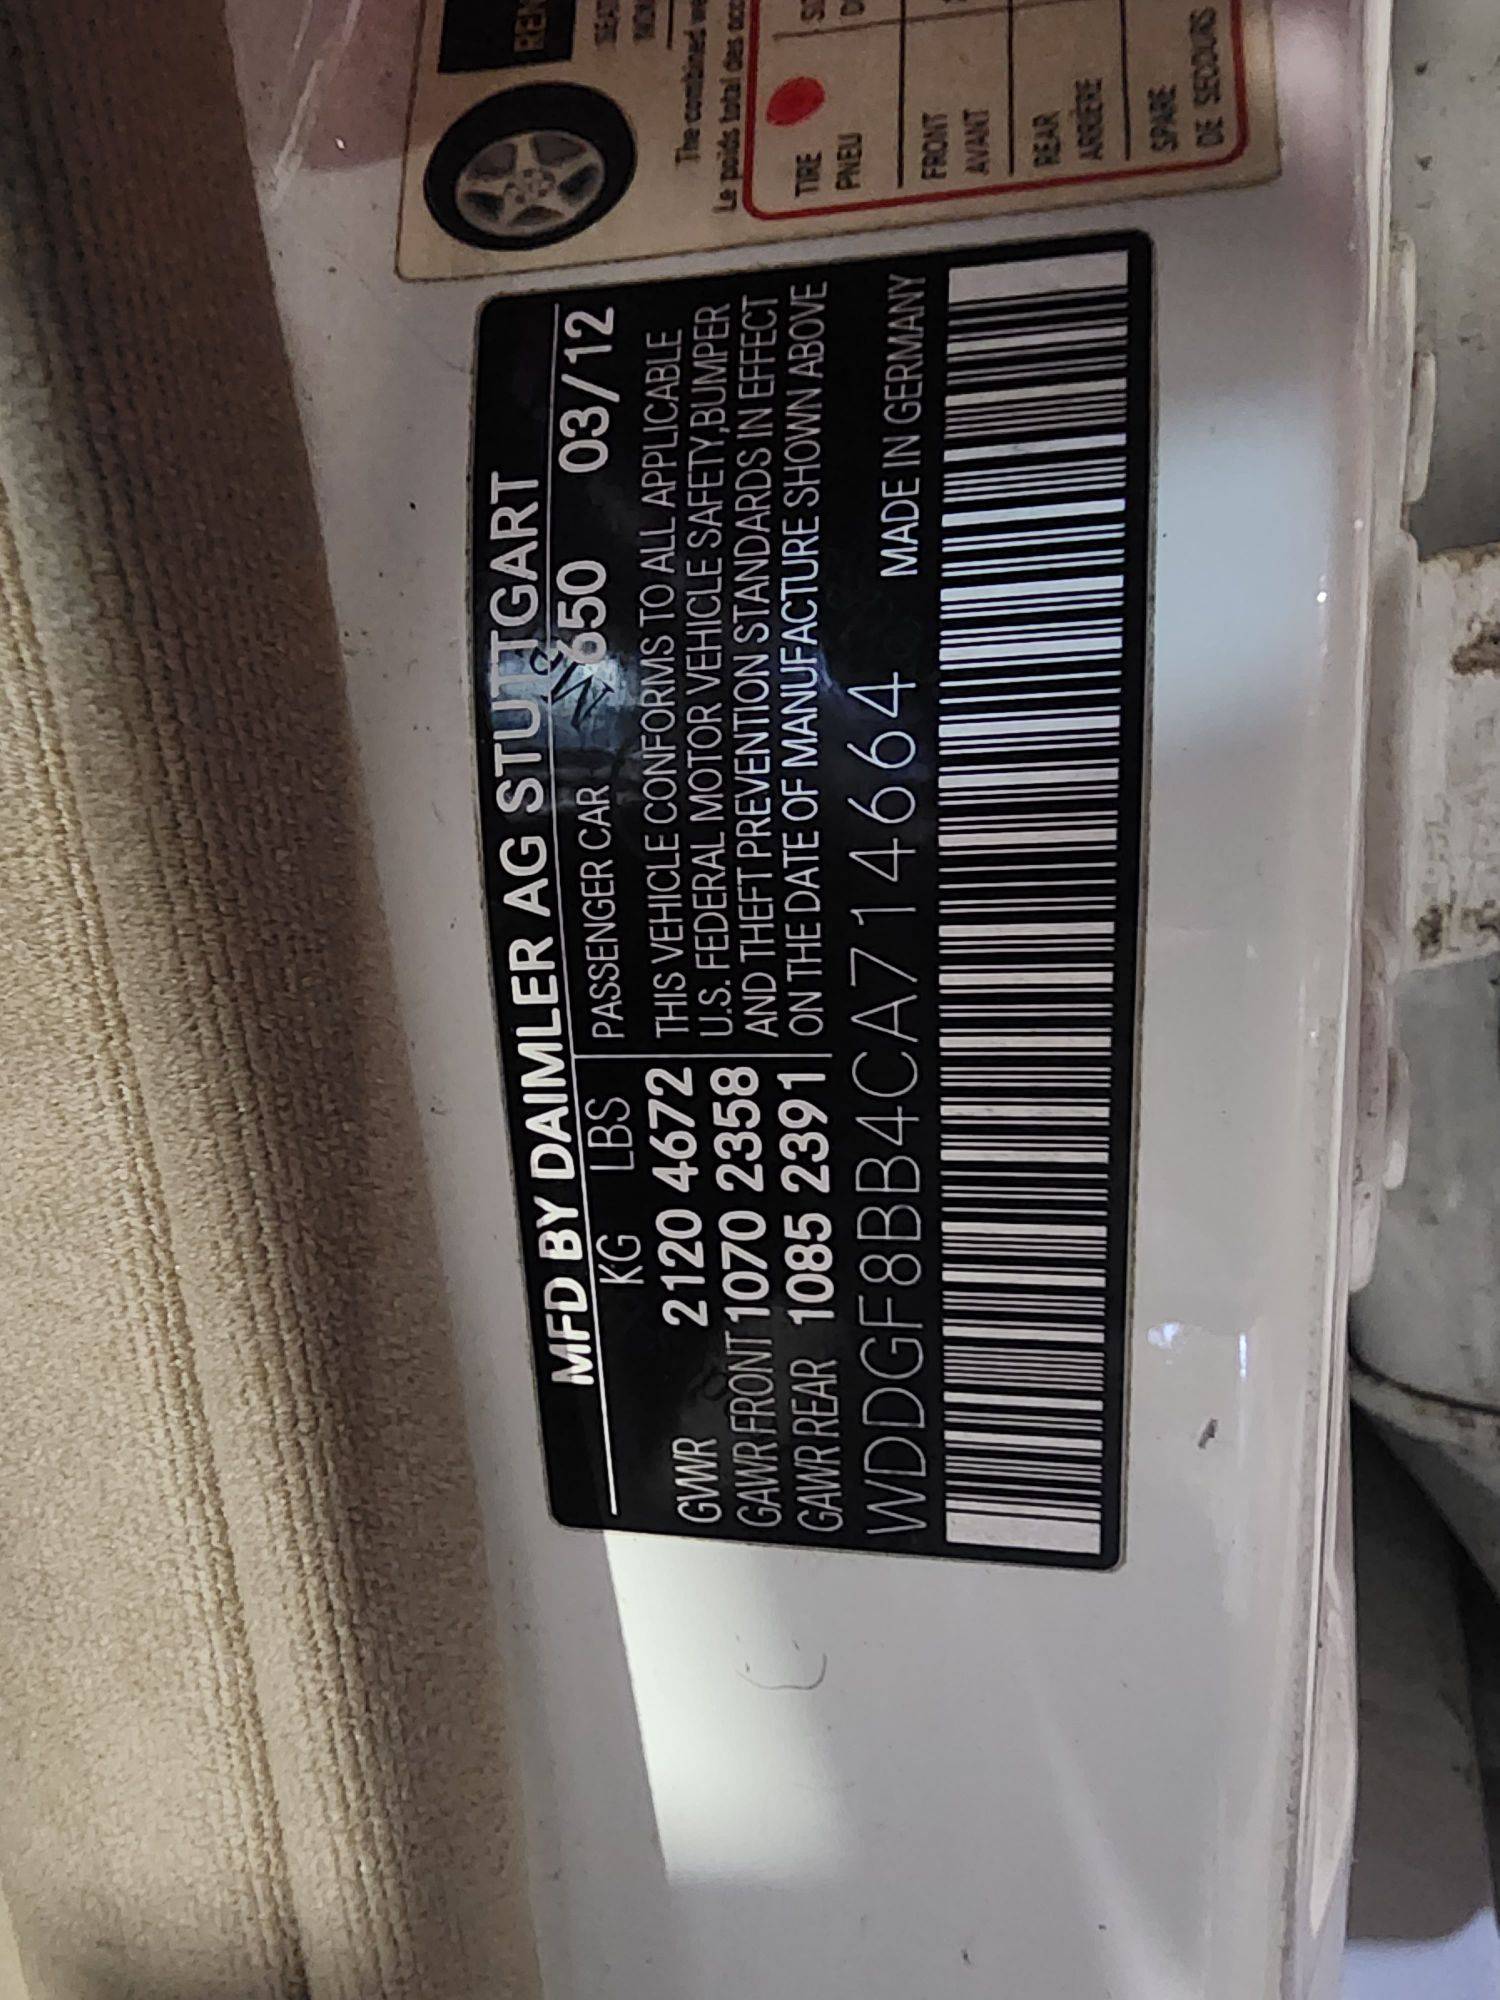 MFD BY DAIMLER AG STUTTGART
KG LBS PASSENGER CAR 650 03/12
GVWR 2120 4672
GAWR FRONT 1070 2358
GAWR REAR 1085 2391
THIS VEHICLE CONFORMS TO ALL APPLICABLE
U.S. FEDERAL MOTOR VEHICLE SAFETY,BUMPER
AND THEFT PREVENTION STANDARDS IN EFFECT
ON THE DATE OF MANUFACTURE SHOWN ABOVE
WDDGF8BB4CA714664 MADE IN GERMANY
The combined
Le poids total des
TIRE
PNEU
FRONT
AVANT
REAR
ARRIÈRE
SPARE
DE SECOURS